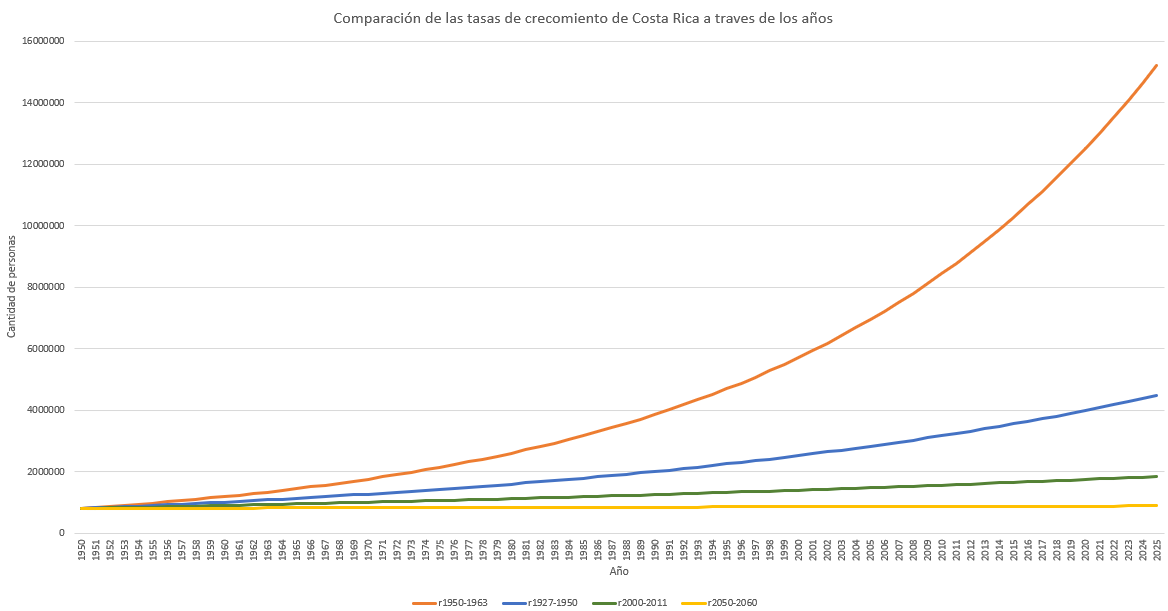 Comparación de las tasas de crecomiento de Costa Rica a traves de los años
16000000
14000000
12000000
10000000
8000000
6000000
4000000
2000000
0
Cantidad de personas
1950 1951 1952 1953 1954 1955 1956 1957 1958 1959 1960 1961 1962 1963 1964 1965 1966 1967 1968 1969 1970 1971 1972 1973 1974 1975 1976 1977 1978 1979 1980 1981 1982 1983 1984 1985 1986 1987 1988 1989 1990 1991 1992 1993 1994 1995 1996 1997 1998 1999 2000 2001 2002 2003 2004 2005 2006 2007 2008 2009 2010 2011 2012 2013 2014 2015 2016 2017 2018 2019 2020 2021 2022 2023 2024 2025
Año
r1950-1963 r1927-1950 r2000-2011 r2050-2060